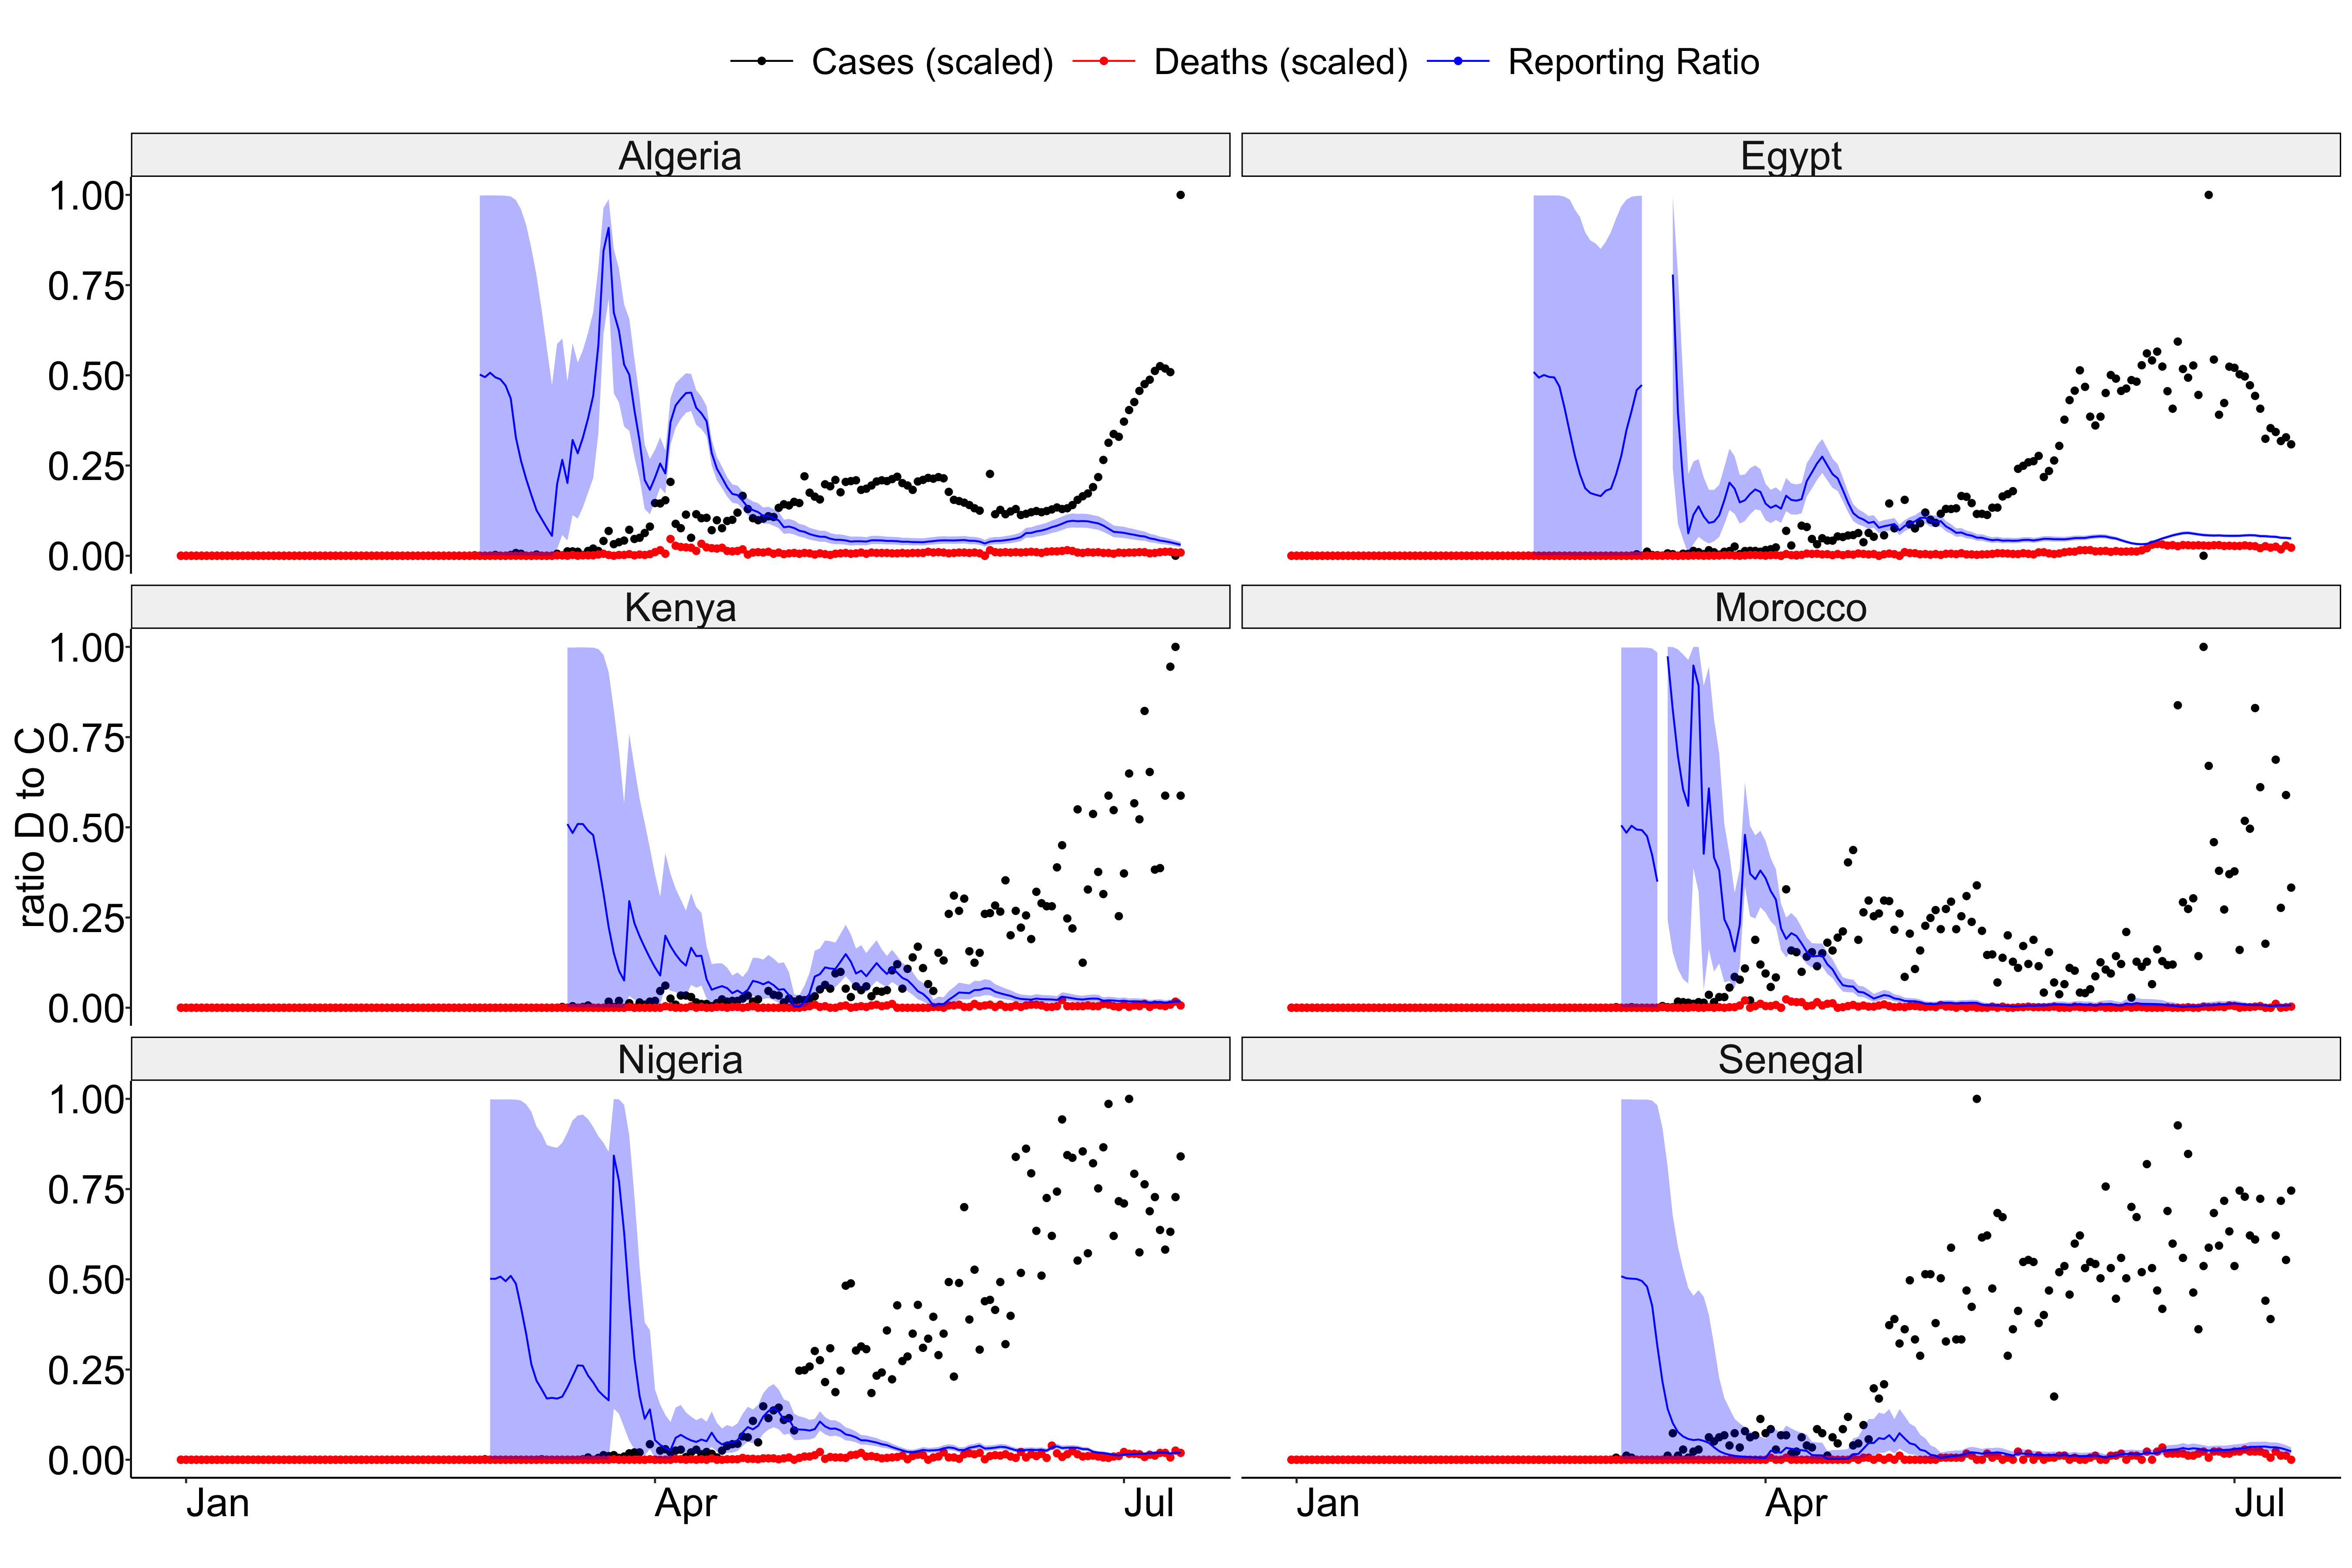 Cases (scaled) Deaths (scaled) Reporting Ratio
Algeria Egypt
1.00
0.75
0.50
0.25
0.00
Kenya Morocco
1.00
0.75
0.50
0.25
0.00
ratio D to C
Nigeria Senegal
1.00
0.75
0.50
0.25
0.00
Jan Apr Jul Jan Apr Jul